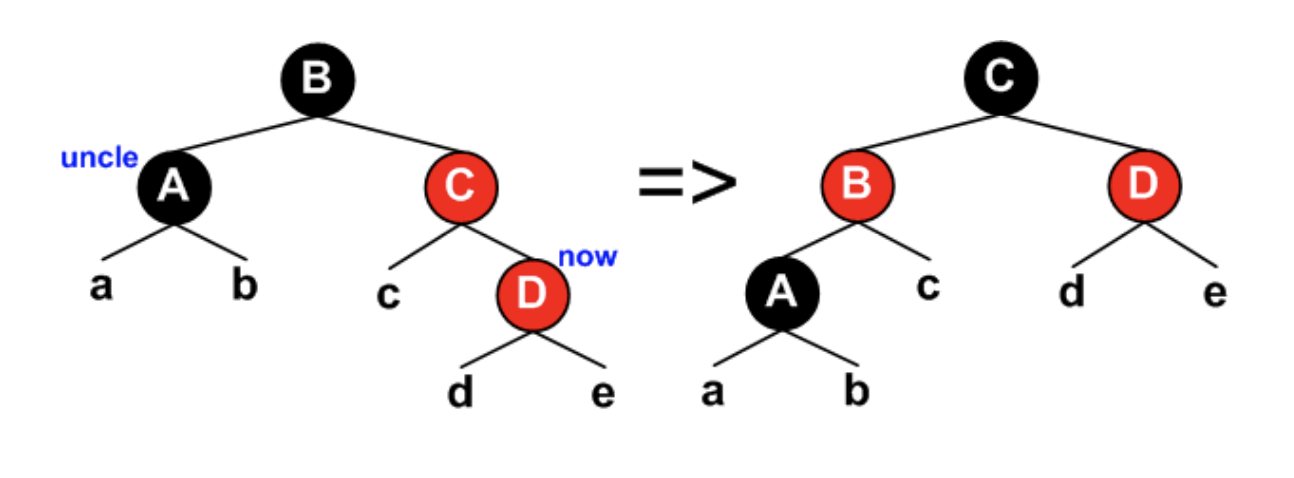 B C
uncle A C => B D
now
a b c D A c d e
d e a b